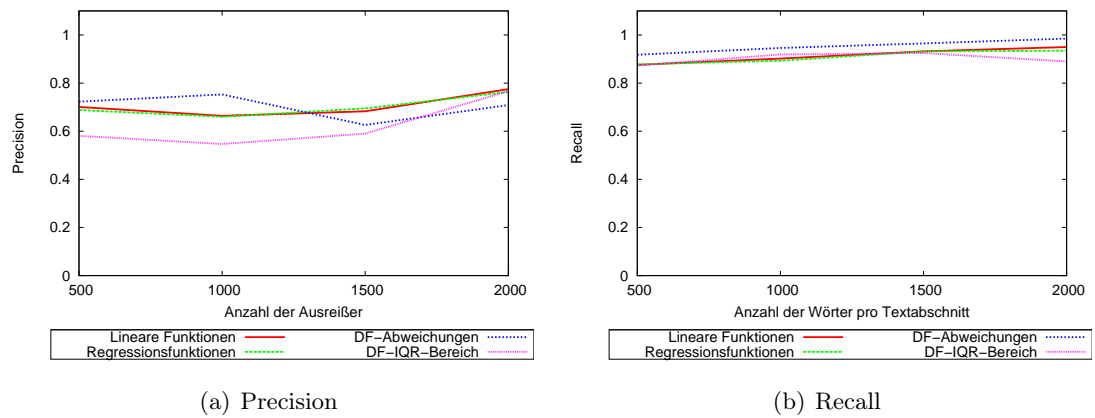 1
0.8
0.6
0.4
0.2
0
Precision
500 1000 1500 2000
Anzahl der Ausreißer
Lineare Funktionen DF−Abweichungen
Regressionsfunktionen DF−IQR−Bereich
(a) Precision
1
0.8
0.6
0.4
0.2
0
Recall
500 1000 1500 2000
Anzahl der Wörter pro Textabschnitt
Lineare Funktionen DF−Abweichungen
Regressionsfunktionen DF−IQR−Bereich
(b) Recall